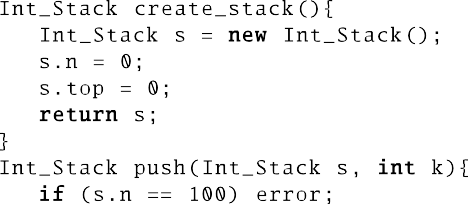 Int_Stack create_stack(){
Int_Stack s = new Int_Stack();
s.n = 0;
s.top = 0;
return s;
}
Int_Stack push(Int_Stack s, int k){
if (s.n == 100) error;